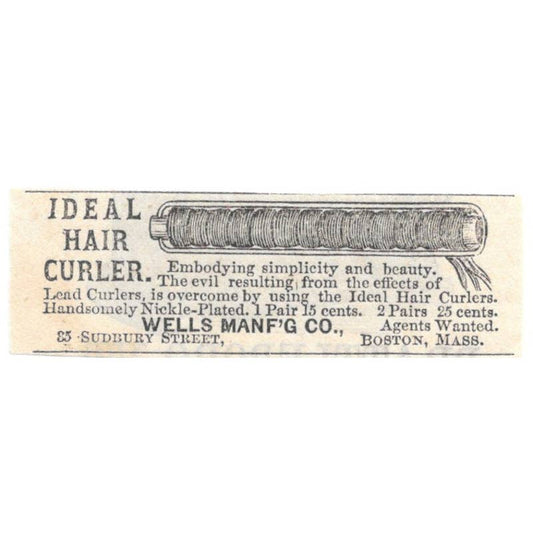 IDEAL
HAIR
CURLER. Embodying simplicity and beauty.
The evil resulting from the effects of
Lead Curlers, is overcome by using the Ideal Hair Curlers.
Handsomely Nickle-Plated. 1 Pair 15 cents. 2 Pairs 25 cents.
WELLS MANF'G CO., Agents Wanted.
35 SUDBURY STREET, BOSTON, MASS.